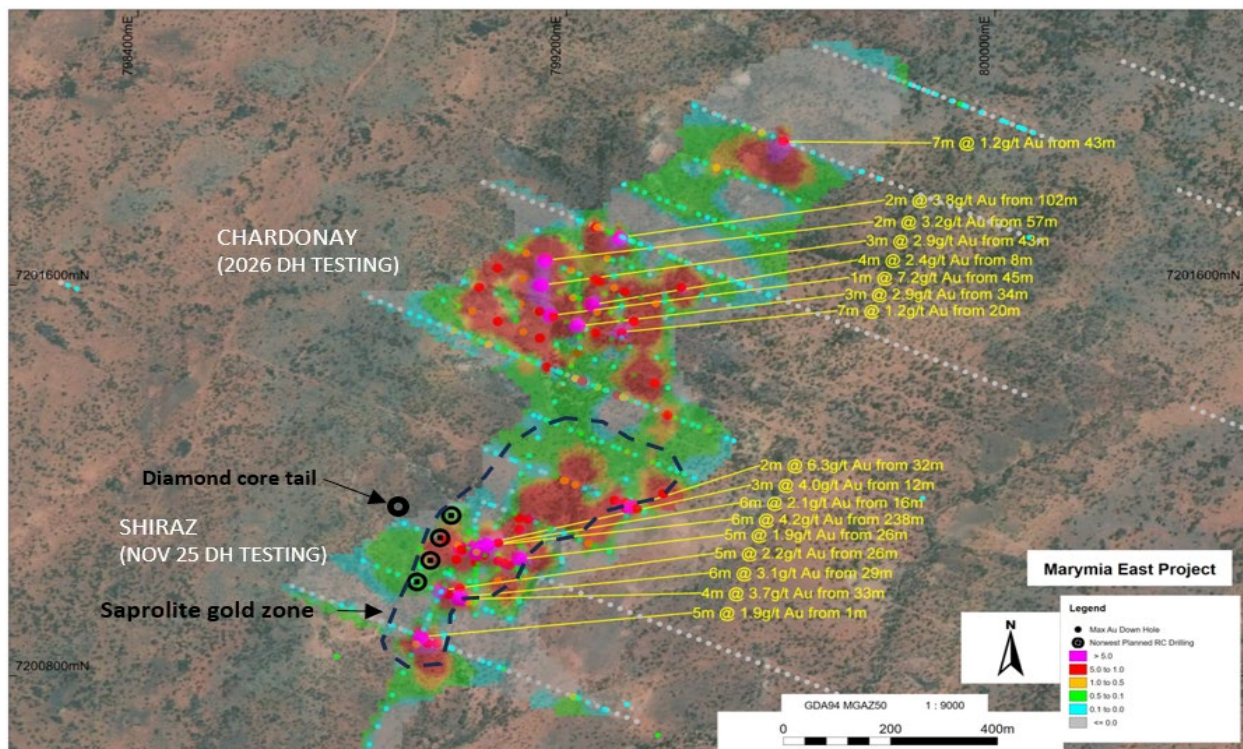 798400mE
799200mE
800000mE
7m @ 1.2g/t Au from 43m
2m @ 3.8g/t Au from 102m
2m @ 3.2g/t Au from 57m
3m @ 2.9g/t Au from 43m
4m @ 2.4g/t Au from 8m
1m @ 7.2g/t Au from 45m
3m @ 2.9g/t Au from 34m
7m @ 1.2g/t Au from 20m
CHARDONAY
(2026 DH TESTING)
7201600mN
7201600mN
2m @ 6.3g/t Au from 32m
3m @ 4.0g/t Au from 12m
6m @ 2.1g/t Au from 16m
6m @ 4.2g/t Au from 238m
5m @ 1.9g/t Au from 26m
5m @ 2.2g/t Au from 26m
6m @ 3.1g/t Au from 29m
4m @ 3.7g/t Au from 33m
5m @ 1.9g/t Au from 1m
Diamond core tail
SHIRAZ
(NOV 25 DH TESTING)
Saprolite gold zone
7200800mN
Marymia East Project
N
Legend
Max Au Down Hole
Norwest Planned RC Drilling
> 5.0
5.0 to 1.0
1.0 to 0.5
0.5 to 0.1
0.1 to 0.0
<= 0.0
GDA94 MGAZ50 1 : 9000
0 200 400m